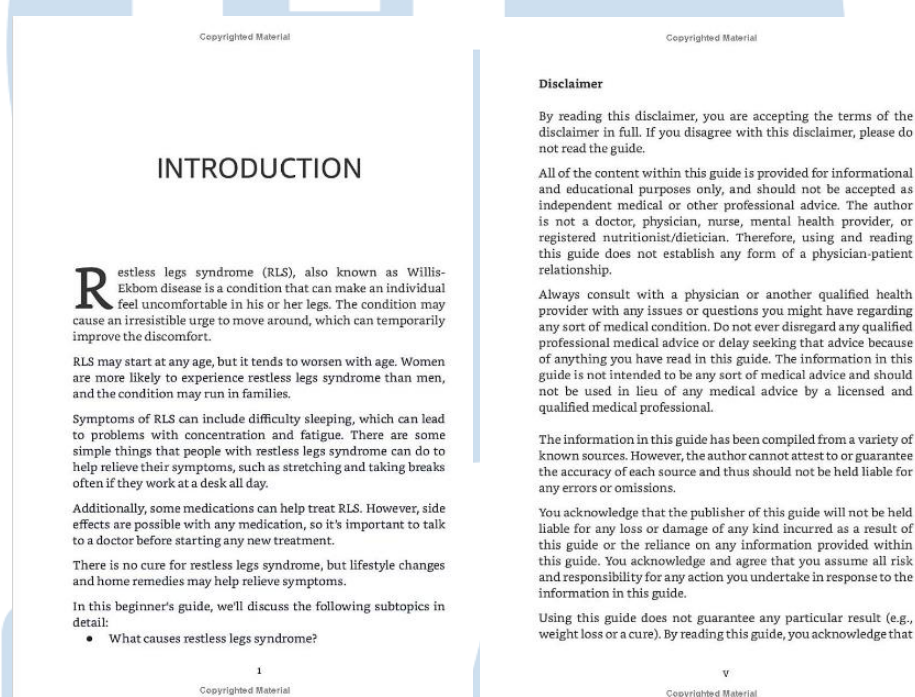 Copyrighted Material
INTRODUCTION
Restless legs syndrome (RLS), also known as Willis-
Ekbom disease is a condition that can make an individual
feel uncomfortable in his or her legs. The condition may
cause an irresistible urge to move around, which can temporarily
improve the discomfort.
RLS may start at any age, but it tends to worsen with age. Women
are more likely to experience restless legs syndrome than men,
and the condition may run in families.
Symptoms of RLS can include difficulty sleeping, which can lead
to problems with concentration and fatigue. There are some
simple things that people with restless legs syndrome can do to
help relieve their symptoms, such as stretching and taking breaks
often if they work at a desk all day.
Additionally, some medications can help treat RLS. However, side
effects are possible with any medication, so it's important to talk
to a doctor before starting any new treatment.
There is no cure for restless legs syndrome, but lifestyle changes
and home remedies may help relieve symptoms.
In this beginner's guide, we'll discuss the following subtopics in
detail:
● What causes restless legs syndrome?
1
Copyrighted Material
Copyrighted Material
Disclaimer
By reading this disclaimer, you are accepting the terms of the
disclaimer in full. If you disagree with this disclaimer, please do
not read the guide.
All of the content within this guide is provided for informational
and educational purposes only, and should not be accepted as
independent medical or other professional advice. The author
is not a doctor, physician, nurse, mental health provider, or
registered nutritionist/dietician. Therefore, using and reading
this guide does not establish any form of a physician-patient
relationship.
Always consult with a physician or another qualified health
provider with any issues or questions you might have regarding
any sort of medical condition. Do not ever disregard any qualified
professional medical advice or delay seeking that advice because
of anything you have read in this guide. The information in this
guide is not intended to be any sort of medical advice and should
not be used in lieu of any medical advice by a licensed and
qualified medical professional.
The information in this guide has been compiled from a variety of
known sources. However, the author cannot attest to or guarantee
the accuracy of each source and thus should not be held liable for
any errors or omissions.
You acknowledge that the publisher of this guide will not be held
liable for any loss or damage of any kind incurred as a result of
this guide or the reliance on any information provided within
this guide. You acknowledge and agree that you assume all risk
and responsibility for any action you undertake in response to the
information in this guide.
Using this guide does not guarantee any particular result (e.g.,
weight loss or a cure). By reading this guide, you acknowledge that
v
Copyrighted Material